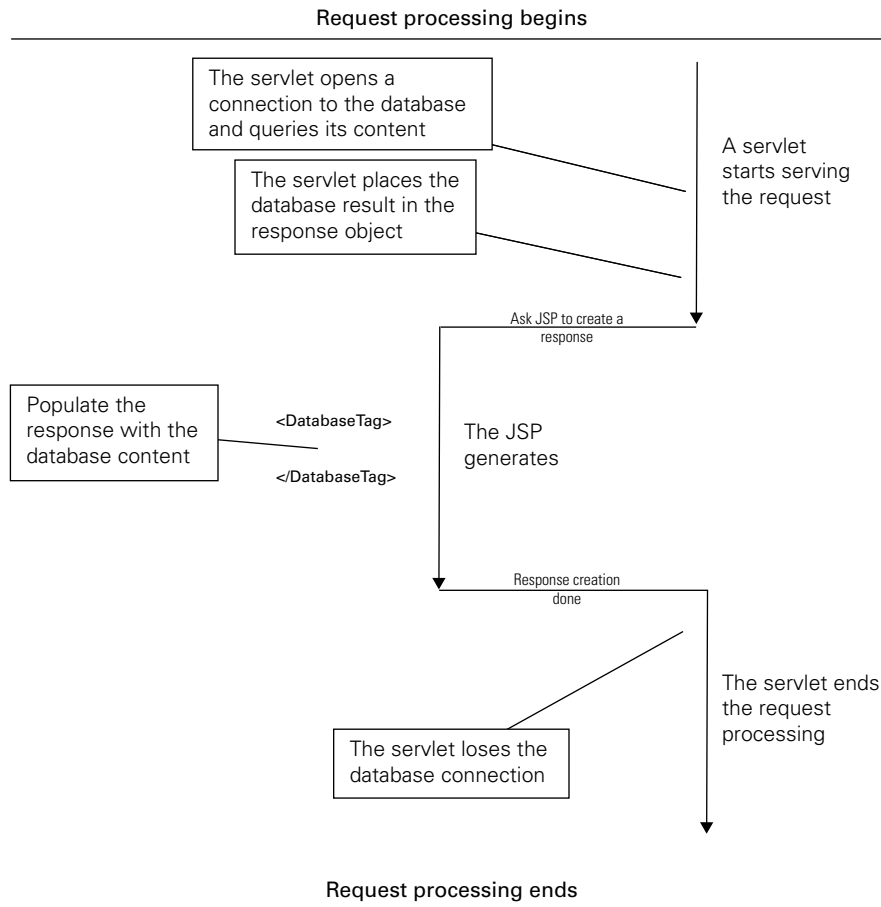 Request processing begins
The servlet opens a
connection to the database
and queries its content
A servlet
starts serving
the request
The servlet places the
database result in the
response object
Ask JSP to create a
response
Populate the
response with the
database content
<DatabaseTag>
</DatabaseTag>
The JSP
generates
Response creation
done
The servlet ends
the request
processing
The servlet loses the
database connection
Request processing ends